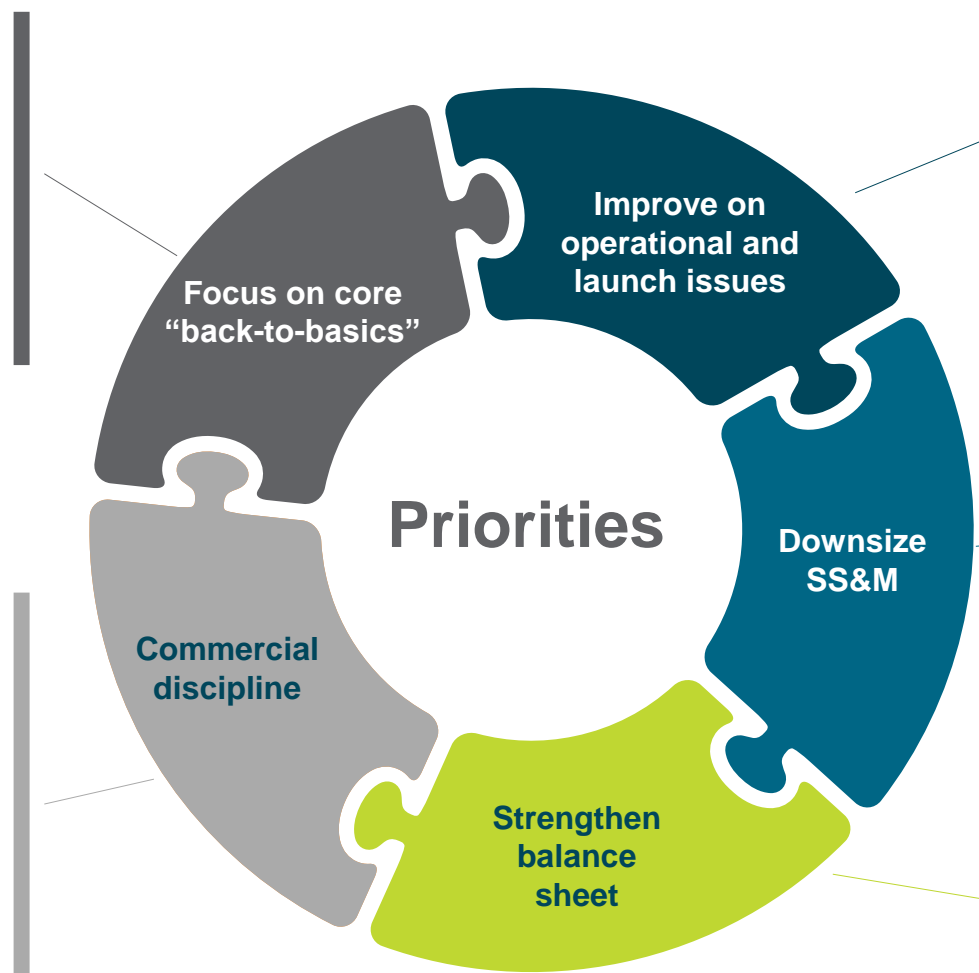 Improve on
operational and
launch issues
Focus on core
“back-to-basics”
Priorities
Downsize
SS&M
Commercial
discipline
Strengthen
balance
sheet